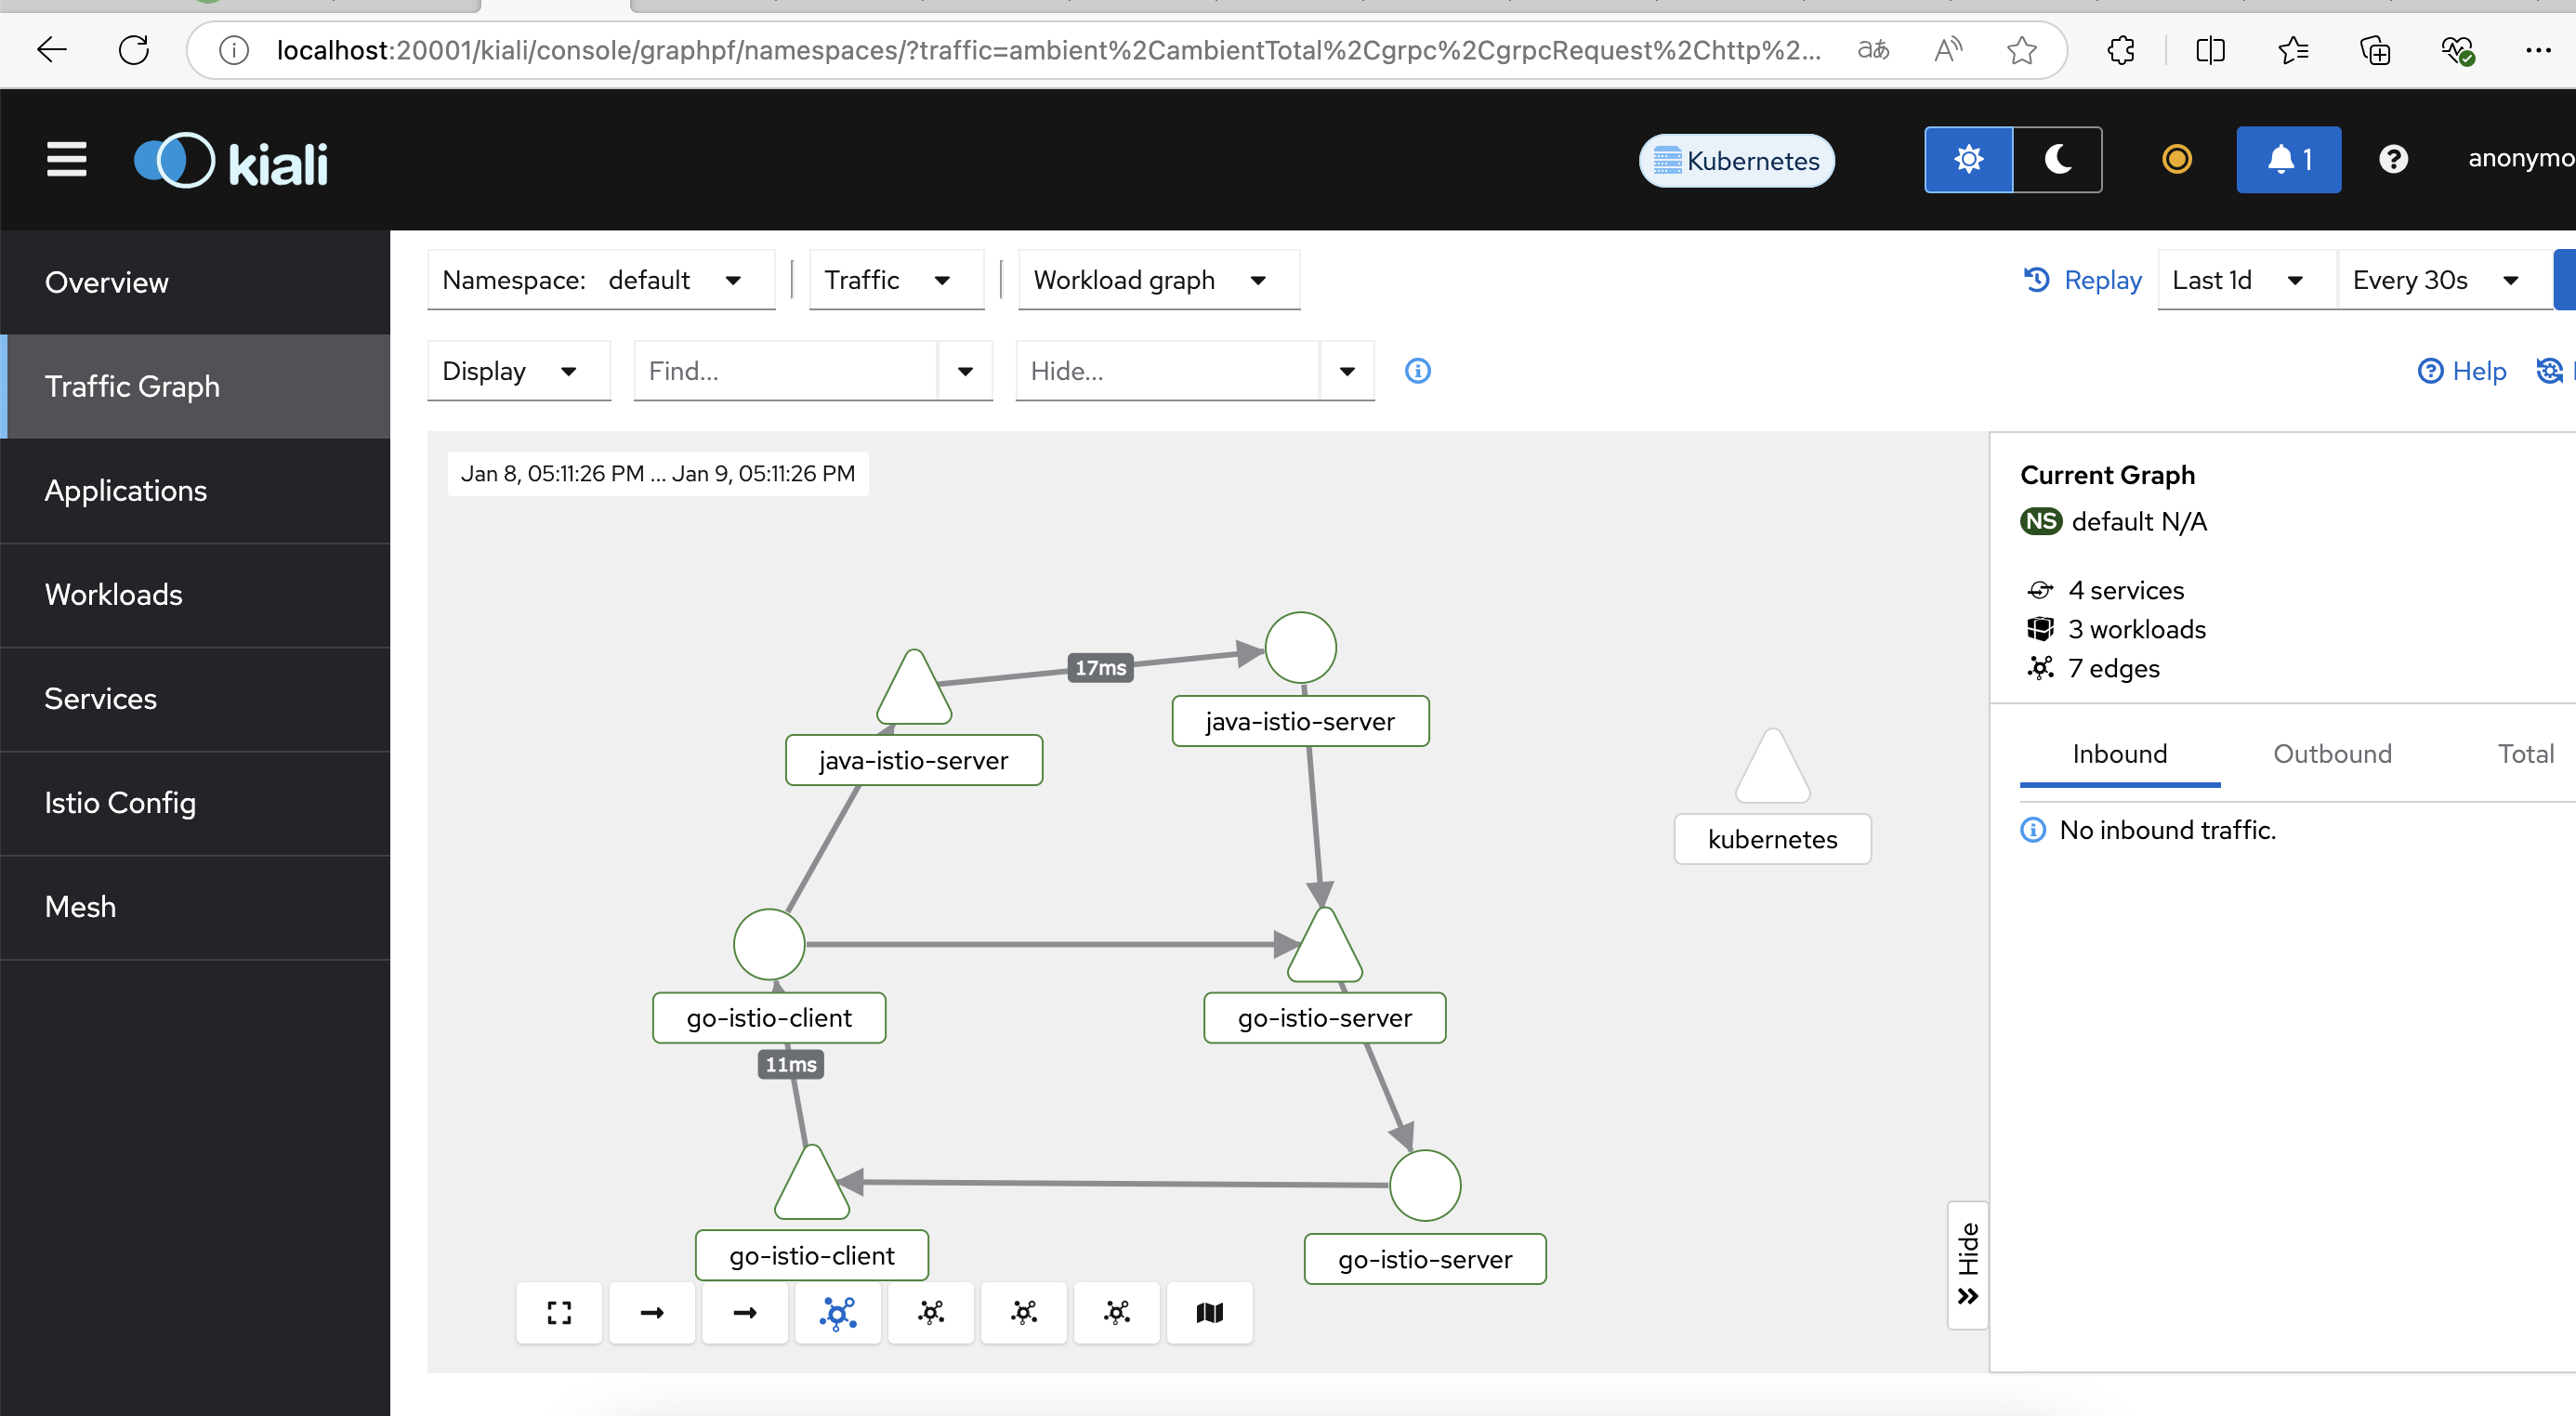 localhost:20001/kiali/console/graphpf/namespaces/?traffic=ambient%2CambientTotal%2Cgrpc%2CgrpcRequest%2Chttp%2...
aあ
A
kiali
Kubernetes
1
anonymo
Overview
Traffic Graph
Applications
Workloads
Services
Istio Config
Mesh
Namespace: default
Traffic
Workload graph
Replay
Last 1d
Every 30s
Display
Find...
Hide...
Help
Jan 8, 05:11:26 PM ... Jan 9, 05:11:26 PM
17ms
java-istio-server
java-istio-server
kubernetes
go-istio-client
go-istio-server
11ms
go-istio-client
go-istio-server
Hide
Current Graph
NS default N/A
4 services
3 workloads
7 edges
Inbound
Outbound
Total
No inbound traffic.